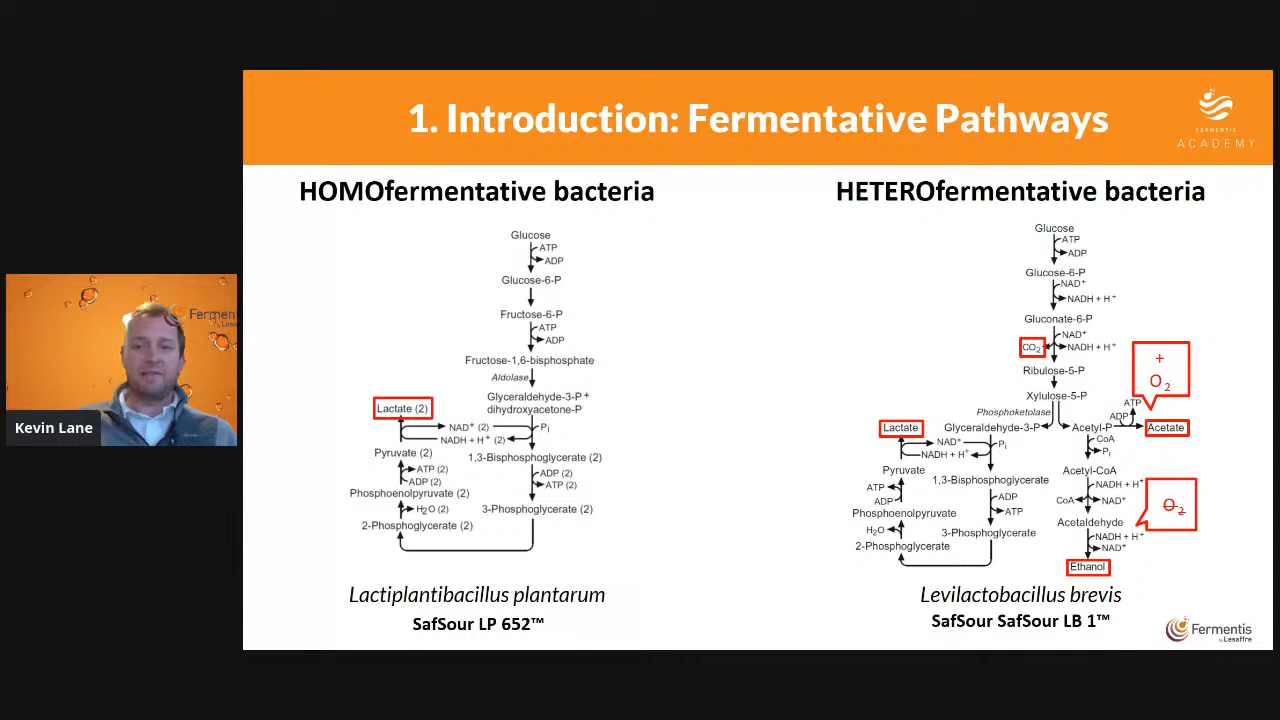 1. Introduction: Fermentative Pathways
FERMENTIS
ACADEMY
HOMOfermentative bacteria
Glucose
ATP
ADP
Glucose-6-P
Fructose-6-P
ATP
ADP
Fructose-1,6-bisphosphate
Aldolase
Glyceraldehyde-3-P+
dihydroxyacetone-P
Lactate (2)
NAD+ (2)
Pi
NADH + H+ (2)
Pyruvate (2)
1,3-Bisphosphoglycerate (2)
ATP (2)
ADP (2)
ADP (2)
ATP (2)
Phosphoenolpyruvate (2)
H2O (2)
3-Phosphoglycerate (2)
2-Phosphoglycerate (2)
Lactiplantibacillus plantarum
SafSour LP 652™
HETEROfermentative bacteria
Glucose
ATP
ADP
Glucose-6-P
NAD+
NADH + H+
Gluconate-6-P
NAD+
CO2
NADH + H+
Ribulose-5-P
+
O2
Xylulose-5-P
ATP
Phosphoketolase
ADP
Lactate
Glyceraldehyde-3-P
Acetyl-P
Acetate
NAD+
Pi
NADH + H+
CoA
Pi
Pyruvate
Acetyl-CoA
1,3-Bisphosphoglycerate
ATP
ADP
ADP
ATP
NADH + H+
CoA
NAD+
Phosphoenolpyruvate
O2
Acetaldehyde
H2O
3-Phosphoglycerate
NADH + H+
NAD+
2-Phosphoglycerate
Ethanol
Levilactobacillus brevis
SafSour SafSour LB 1™
Fermentis
by Lesaffre
Fermenti
by Lesaffre
Kevin Lane